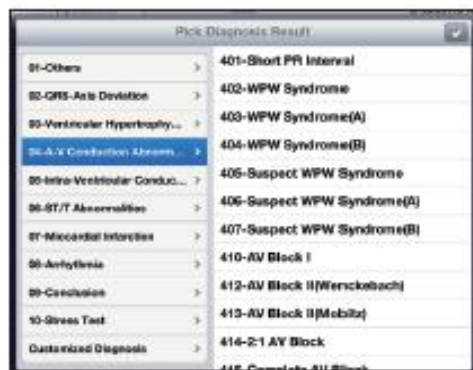 Pick Diagnosis Result
01-Others
02-QRS-Axis Deviation
03-Ventricular Hypertrophy...
04-A-V Conduction Abnorm...
05-Intra-Ventricular Conduc...
06-ST/T Abnormalities
07-Miocardial Infarction
08-Arrhythmia
09-Conclusion
10-Stress Test
Customized Diagnosis
401-Short PR Interval
402-WPW Syndrome
403-WPW Syndrome(A)
404-WPW Syndrome(B)
405-Suspect WPW Syndrome
406-Suspect WPW Syndrome(A)
407-Suspect WPW Syndrome(B)
410-AV Block I
412-AV Block II(Wenckebach)
413-AV Block II(Mobitz)
414-2:1 AV Block
415-Complete AV Block